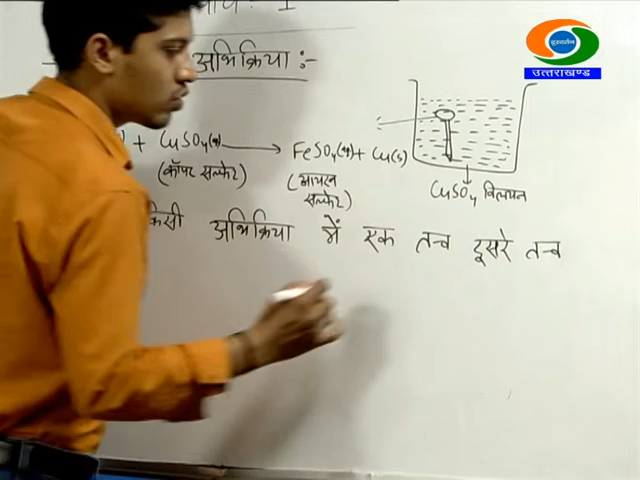 दूरदर्शन
उत्तराखण्ड
अभिक्रिया :-
+ CuSO4(aq) → FeSO4(aq) + Cu(s)
(कॉपर सल्फेट) (आयरन सल्फेट)
CuSO4 विलयन
किसी अभिक्रिया में एक तत्व दूसरे तत्व